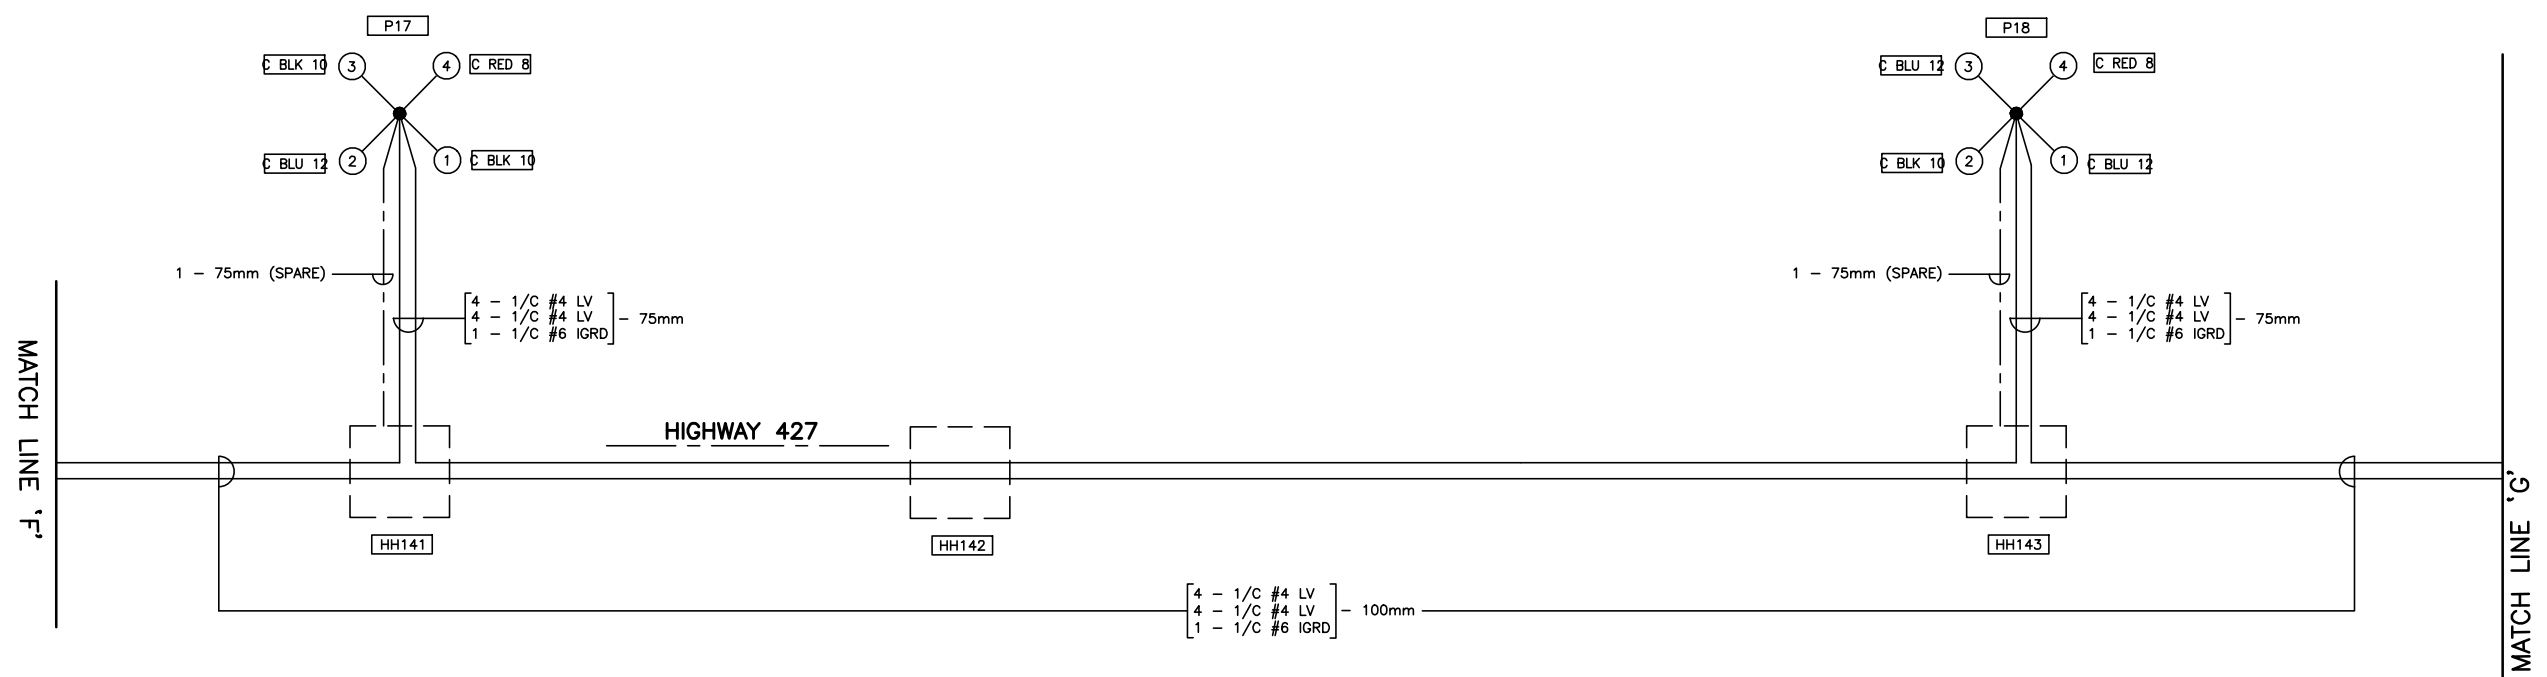 P17
C BLK 10 3 4 C RED 8
C BLU 12 2 1 C BLK 10
1 - 75mm (SPARE)
4 - 1/C #4 LV
4 - 1/C #4 LV
1 - 1/C #6 IGRD
- 75mm
P18
C BLU 12 3 4 C RED 8
C BLK 10 2 1 C BLU 12
1 - 75mm (SPARE)
4 - 1/C #4 LV
4 - 1/C #4 LV
1 - 1/C #6 IGRD
- 75mm
MATCH LINE 'F'
HIGHWAY 427
HH141
HH142
HH143
4 - 1/C #4 LV
4 - 1/C #4 LV
1 - 1/C #6 IGRD
- 100mm
MATCH LINE 'G'